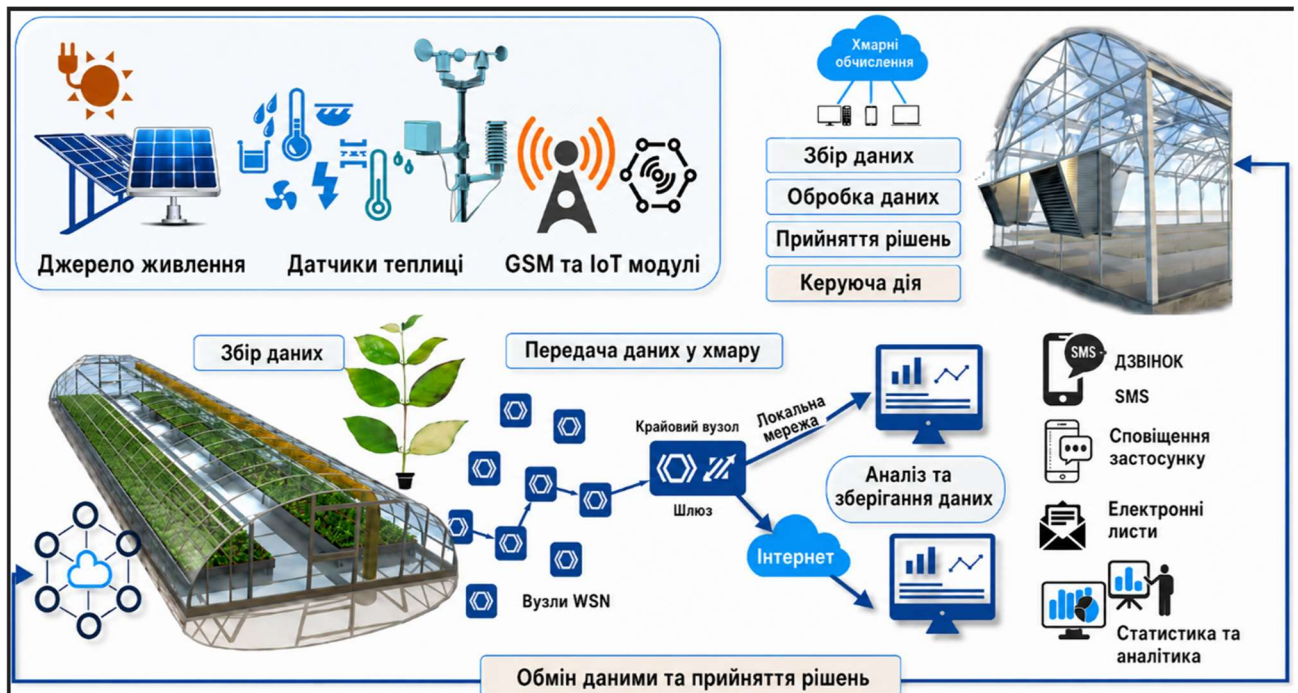 Джерело живлення
Датчики теплиці
GSM та IoT модулі
Хмарні
обчислення
Збір даних
Обробка даних
Прийняття рішень
Керуюча дія
Збір даних
Передача даних у хмару
Крайовий вузол
Шлюз
Вузли WSN
Локальна
мережа
Інтернет
Аналіз та
зберігання даних
SMS
ДЗВІНОК
SMS
Сповіщення
застосунку
Електронні
листи
Статистика та
аналітика
Обмін даними та прийняття рішень